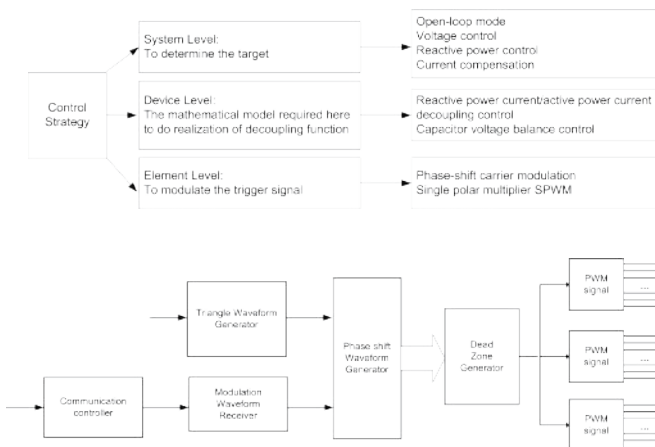 System Level:
To determine the target
Open-loop mode
Voltage control
Reactive power control
Current compensation
Control
Strategy
Device Level:
The mathematical model required here
to do realization of decoupling function
Reactive power current/active power current
decoupling control
Capacitor voltage balance control
Element Level:
To modulate the trigger signal
Phase-shift carrier modulation
Single polar multiplier SPWM
Triangle Waveform
Generator
Communication
controller
Modulation
Waveform
Receiver
Phase shift
Waveform
Generator
Dead
Zone
Generator
PWM
signal
...
PWM
signal
...
PWM
signal
...